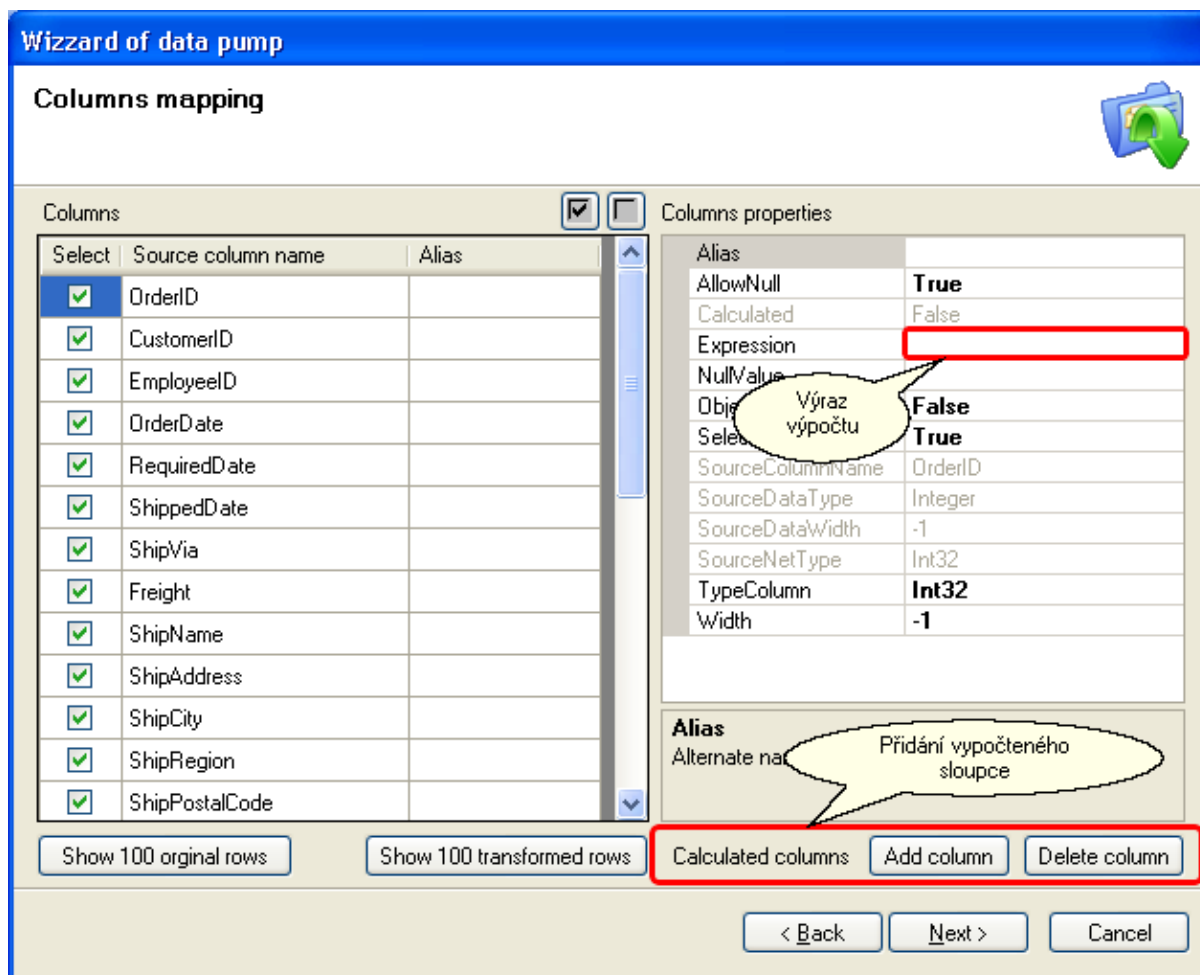 Wizzard of data pump
Columns mapping
Columns
Select Source column name Alias
OrderID
CustomerID
EmployeeID
OrderDate
RequiredDate
ShippedDate
ShipVia
Freight
ShipName
ShipAddress
ShipCity
ShipRegion
ShipPostalCode
Show 100 orginal rows Show 100 transformed rows
Columns properties
Alias
AllowNull True
Calculated False
Expression
NullValue
Výraz
výpočtu
False
True
SourceColumnName OrderID
SourceDataType Integer
SourceDataWidth -1
SourceNetType Int32
TypeColumn Int32
Width -1
Alias
Alternate
Přidání vypočteného
sloupce
Calculated columns Add column Delete column
< Back Next > Cancel